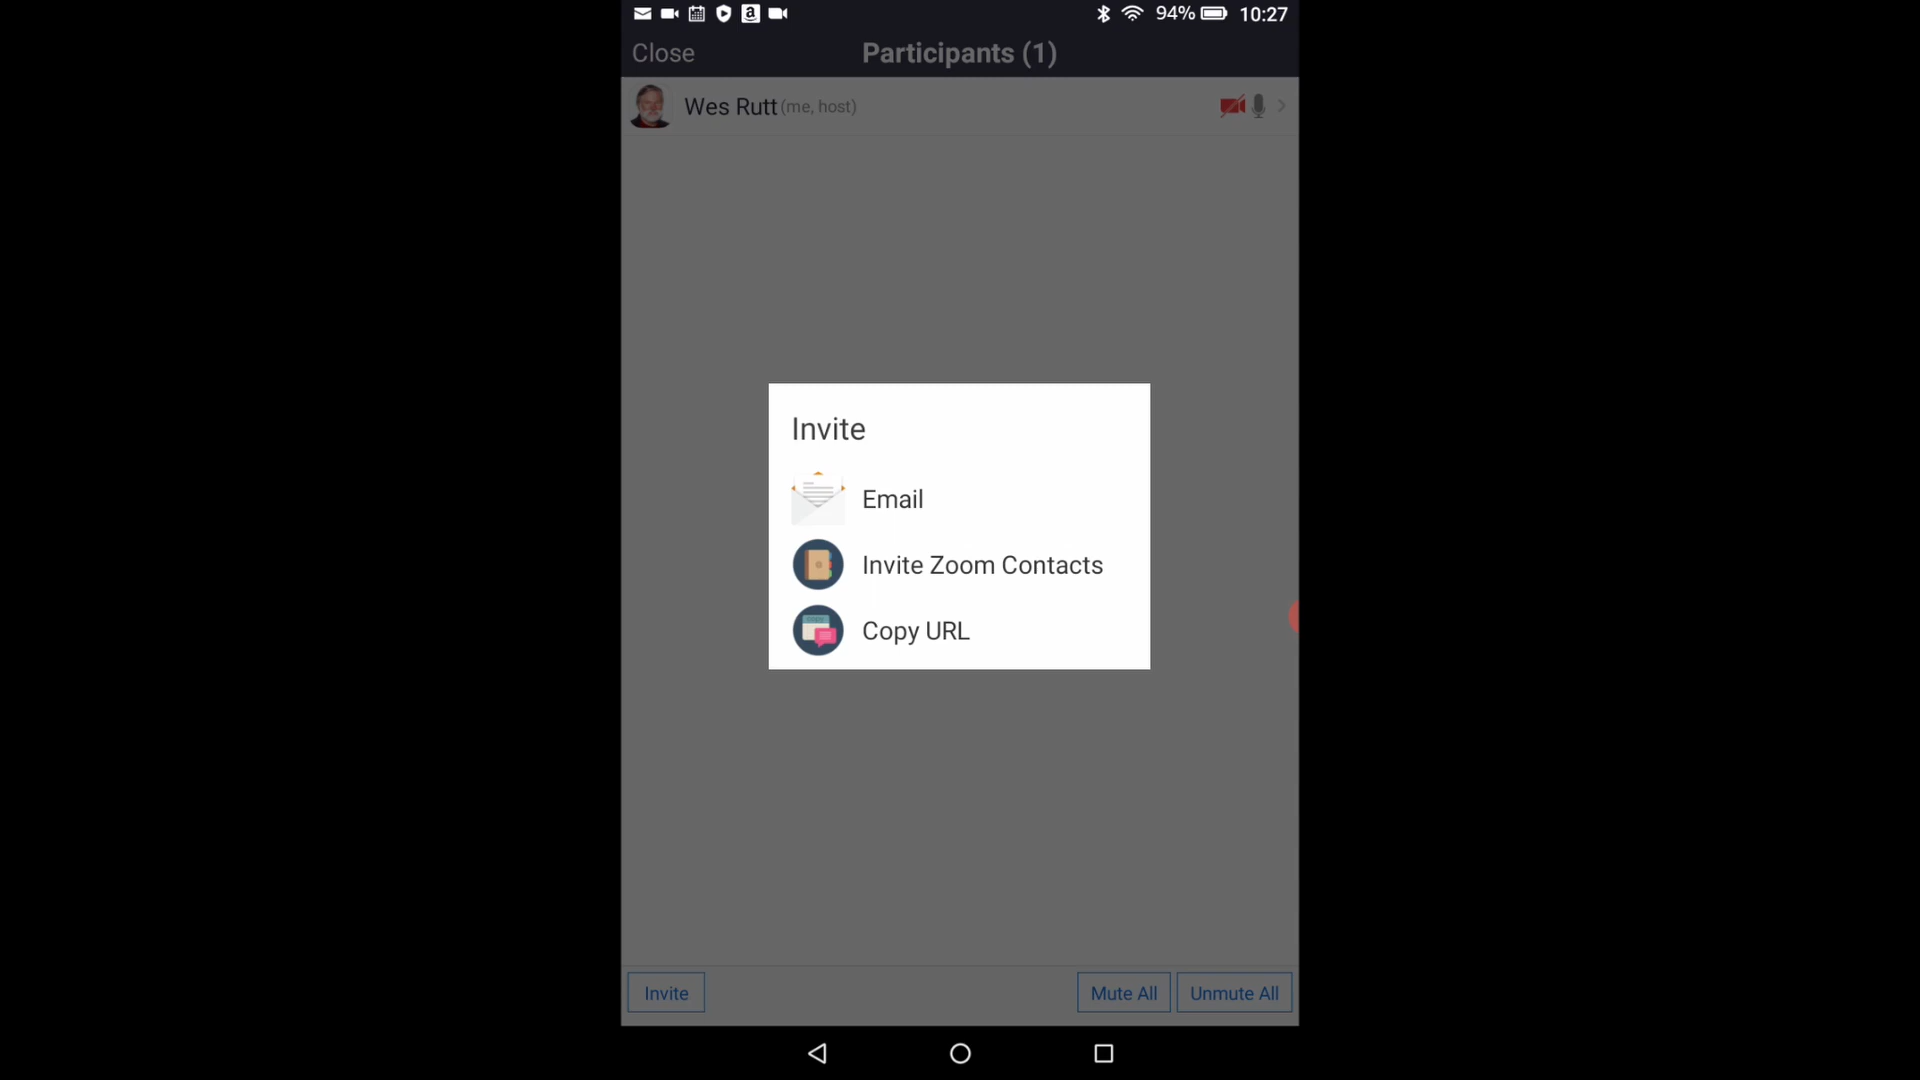 94% 10:27
Close Participants (1)
Wes Rutt (me, host)
Invite
Email
Invite Zoom Contacts
Copy URL
Invite Mute All Unmute All